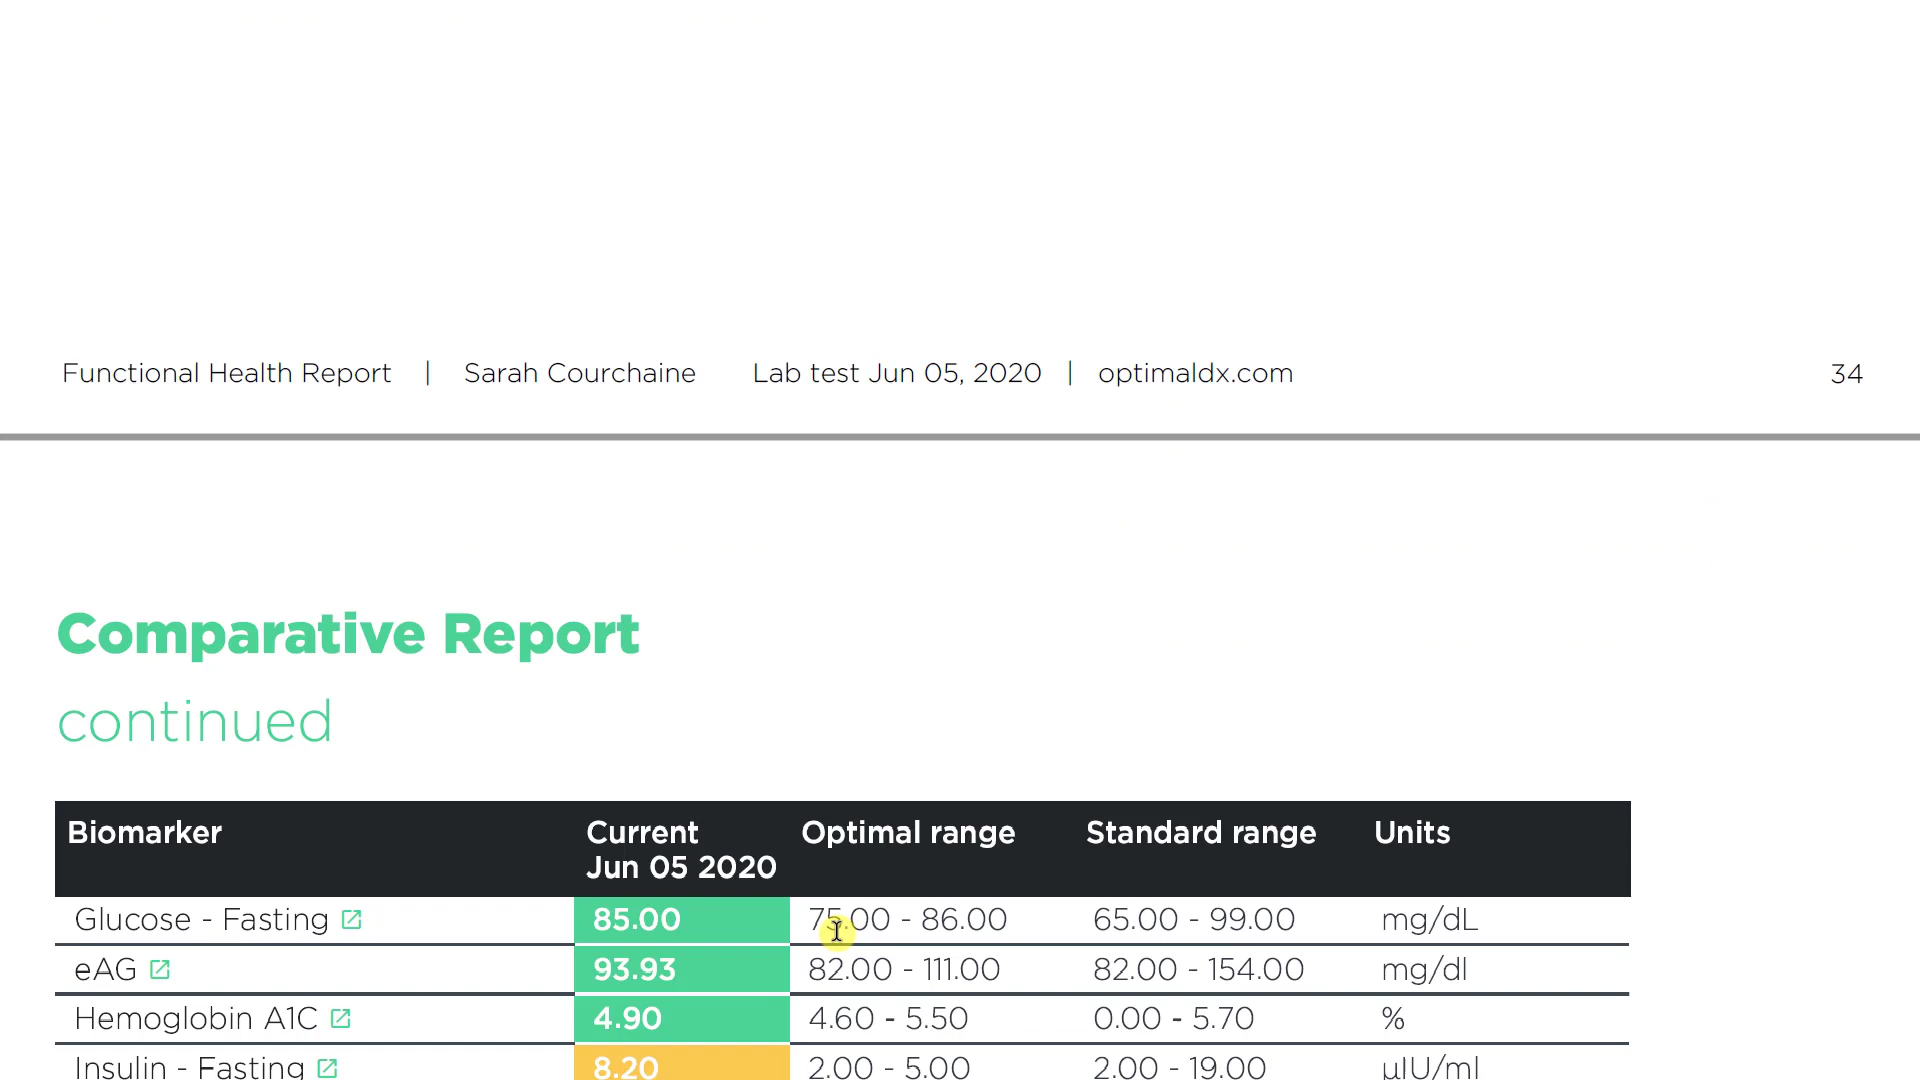 Functional Health Report | Sarah Courchaine Lab test Jun 05, 2020 | optimaldx.com 34
Comparative Report
continued
Biomarker Current Jun 05 2020 Optimal range Standard range Units
Glucose - Fasting 85.00 75.00 - 86.00 65.00 - 99.00 mg/dL
eAG 93.93 82.00 - 111.00 82.00 - 154.00 mg/dl
Hemoglobin A1C 4.90 4.60 - 5.50 0.00 - 5.70 %
Insulin - Fasting 8.20 2.00 - 5.00 2.00 - 19.00 µIU/ml